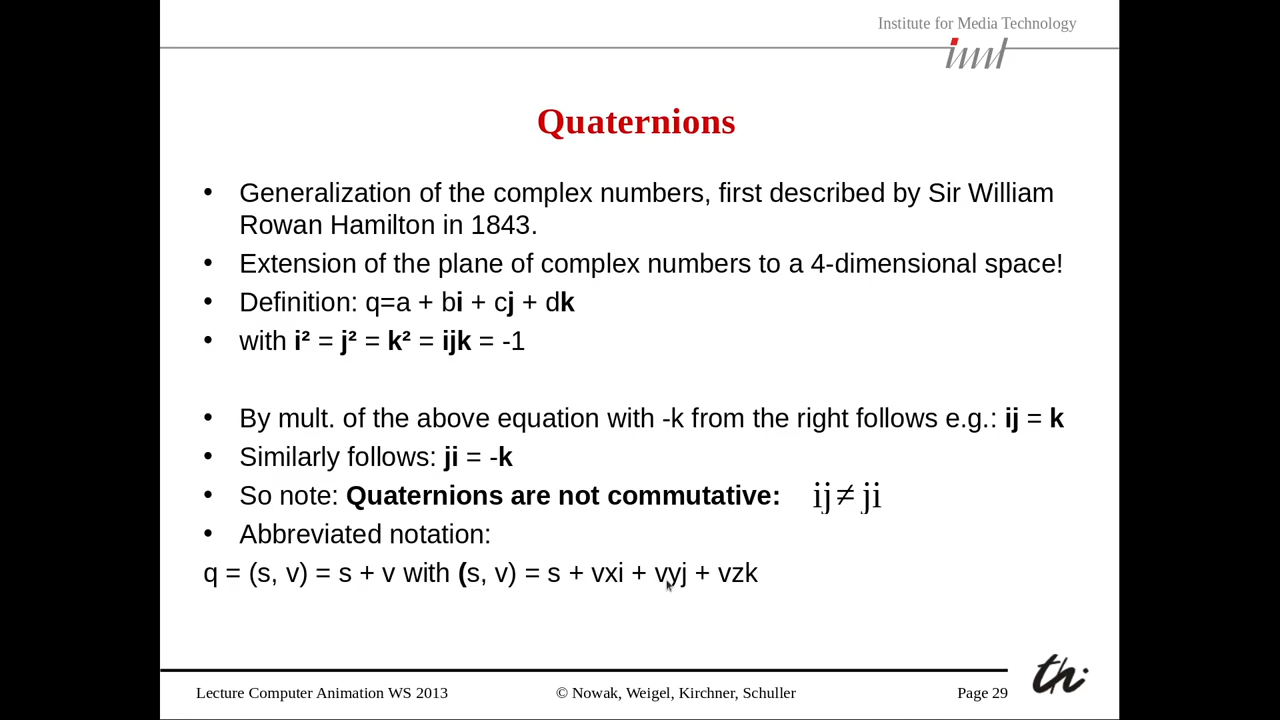 Institute for Media Technology
iml
Quaternions
• Generalization of the complex numbers, first described by Sir William
Rowan Hamilton in 1843.
• Extension of the plane of complex numbers to a 4-dimensional space!
• Definition: q=a + bi + cj + dk
• with i² = j² = k² = ijk = -1
• By mult. of the above equation with -k from the right follows e.g.: ij = k
• Similarly follows: ji = -k
• So note: Quaternions are not commutative: ij ≠ ji
• Abbreviated notation:
q = (s, v) = s + v with (s, v) = s + vxi + vyj + vzk
th
Lecture Computer Animation WS 2013 © Nowak, Weigel, Kirchner, Schuller Page 29